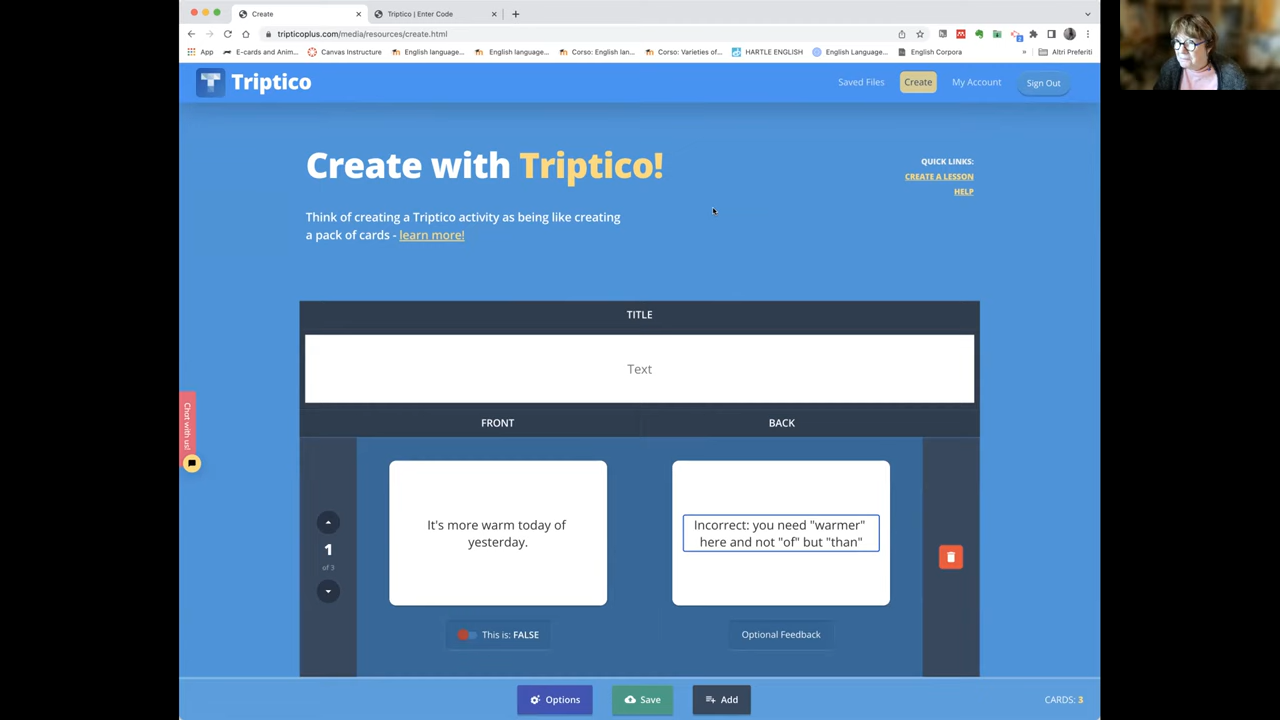 Create
Triptico | Enter Code
tripticoplus.com/media/resources/create.html
App
E-cards and Anim...
Canvas Instructure
English language...
English language...
Corso: English lan...
Corso: Varieties of...
HARTLE ENGLISH
English Language...
English Corpora
»
Altri Preferiti
Triptico
Saved Files
Create
My Account
Sign Out
Create with Triptico!
QUICK LINKS:
CREATE A LESSON
HELP
Think of creating a Triptico activity as being like creating
a pack of cards - learn more!
TITLE
Text
FRONT
BACK
Chat with us!
1
of 3
It's more warm today of
yesterday.
Incorrect: you need "warmer"
here and not "of" but "than"
This is: FALSE
Optional Feedback
Options
Save
Add
CARDS: 3